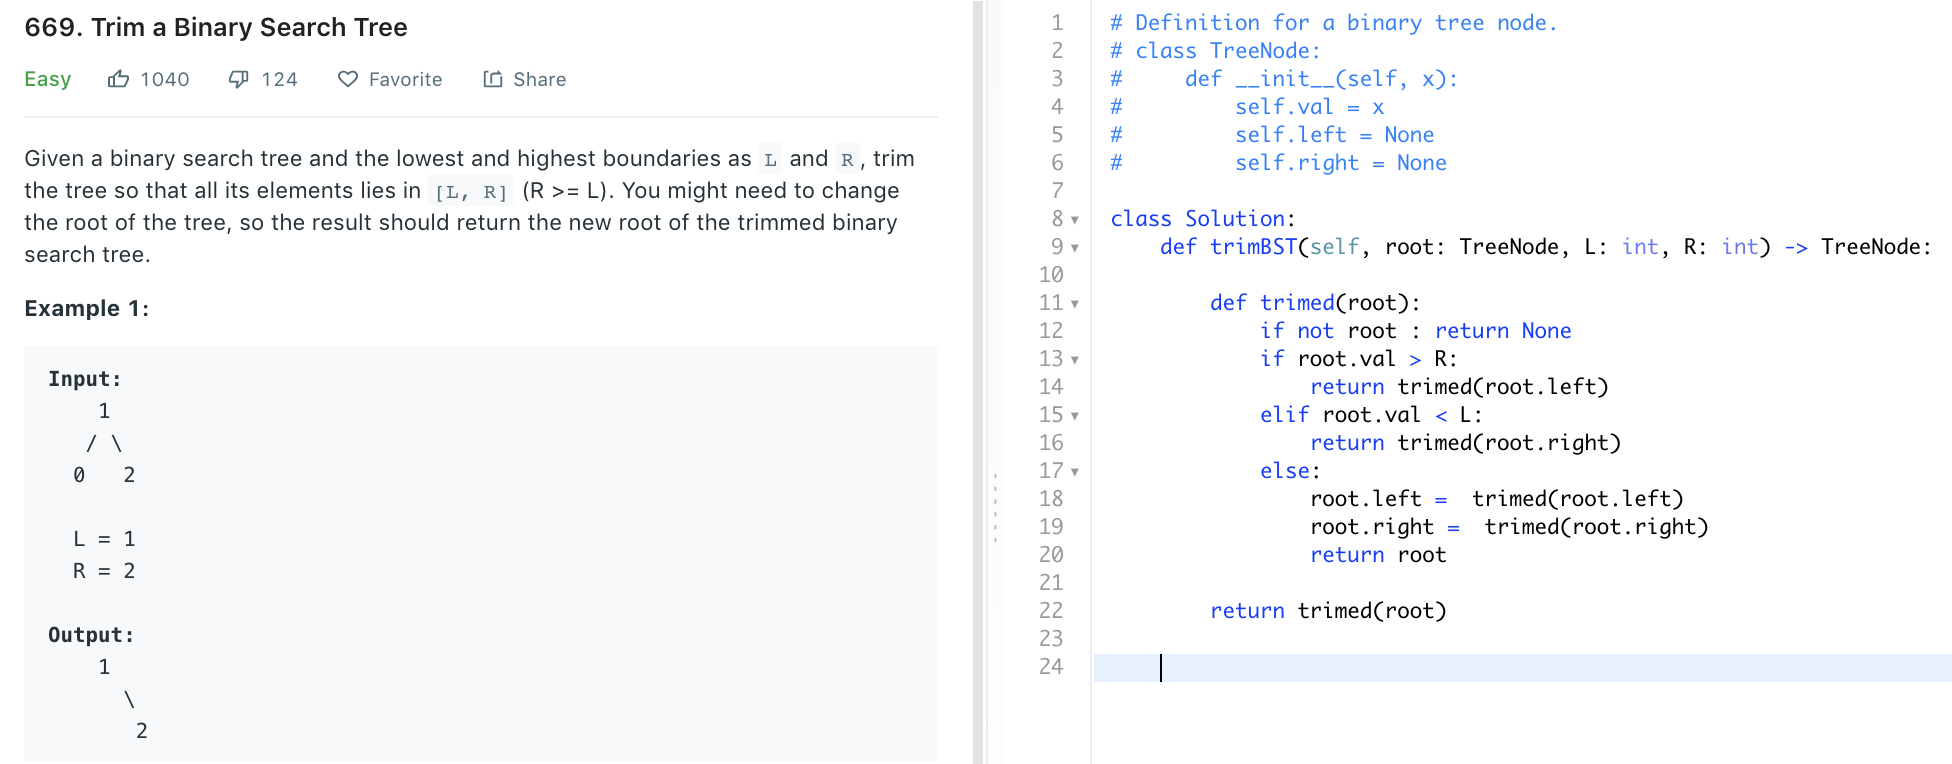 669. Trim a Binary Search Tree
Easy 1040 124 Favorite Share
Given a binary search tree and the lowest and highest boundaries as L and R, trim
the tree so that all its elements lies in [L, R] (R >= L). You might need to change
the root of the tree, so the result should return the new root of the trimmed binary
search tree.
Example 1:
Input:
    1
   / \
  0   2

  L = 1
  R = 2

Output:
    1
      \
       2
1 # Definition for a binary tree node.
2 # class TreeNode:
3 #     def __init__(self, x):
4 #         self.val = x
5 #         self.left = None
6 #         self.right = None
7
8 class Solution:
9     def trimBST(self, root: TreeNode, L: int, R: int) -> TreeNode:
10
11         def trimed(root):
12             if not root : return None
13             if root.val > R:
14                 return trimed(root.left)
15             elif root.val < L:
16                 return trimed(root.right)
17             else:
18                 root.left =  trimed(root.left)
19                 root.right =  trimed(root.right)
20                 return root
21
22         return trimed(root)
23
24